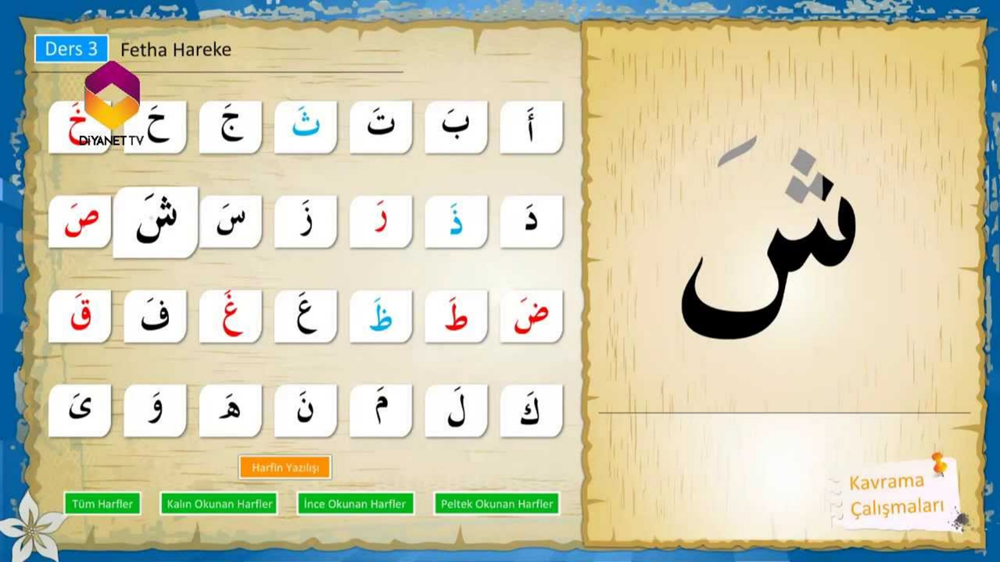 Ders 3 Fetha Hareke
DİYANET TV
أَ بَ تَ ثَ جَ حَ خَ
دَ ذَ رَ زَ سَ شَ صَ
ضَ طَ ظَ عَ غَ فَ قَ
كَ لَ مَ نَ هَ وَ ىَ
Harfin Yazılışı
Tüm Harfler Kalın Okunan Harfler İnce Okunan Harfler Peltek Okunan Harfler
شَ
Kavrama
Çalışmaları